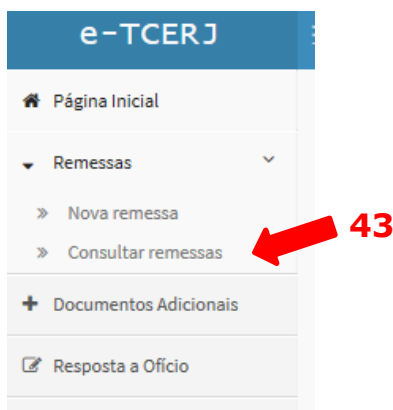 e-TCERJ
Página Inicial
Remessas
Nova remessa
Consultar remessas
43
Documentos Adicionais
Resposta a Ofício